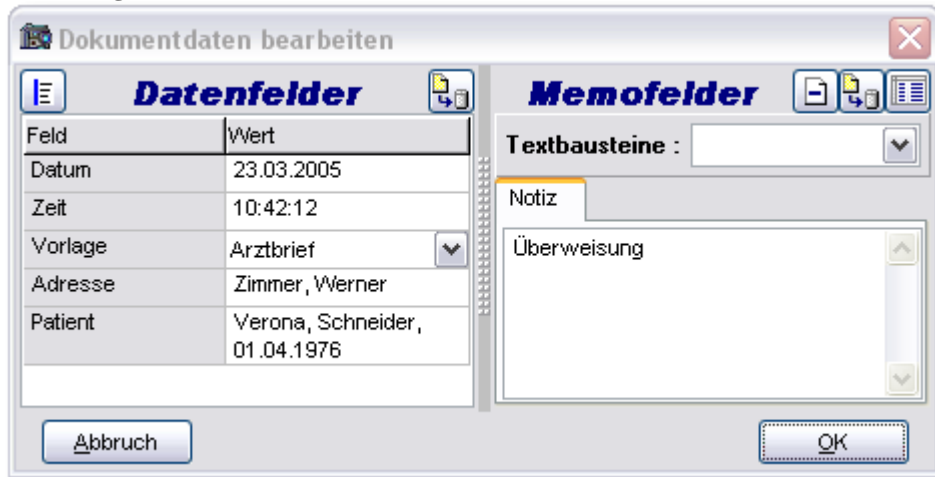 Dokumentdaten bearbeiten
Datenfelder
Feld Wert
Datum 23.03.2005
Zeit 10:42:12
Vorlage Arztbrief
Adresse Zimmer, Werner
Patient Verona, Schneider,
01.04.1976
Memofelder
Textbausteine :
Notiz
Überweisung
Abbruch
OK